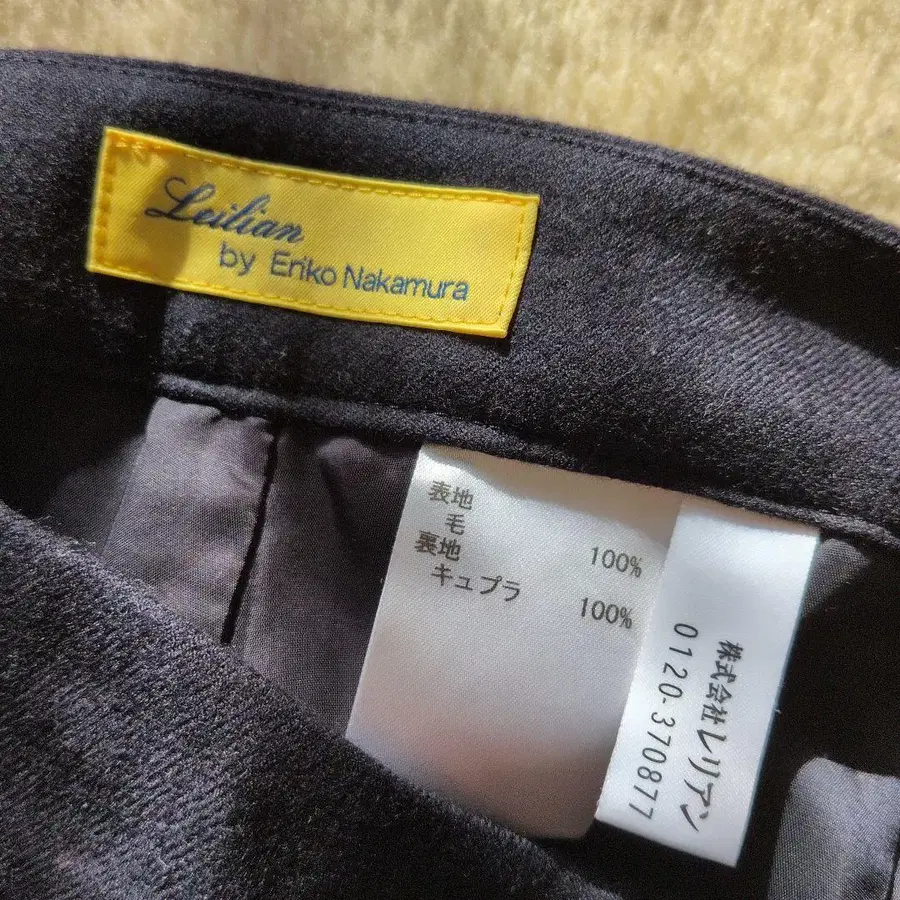 Leilian
by Eriko Nakamura
表地
毛 100%
裏地
キュプラ 100%
株式会社レリアン
0120-370877